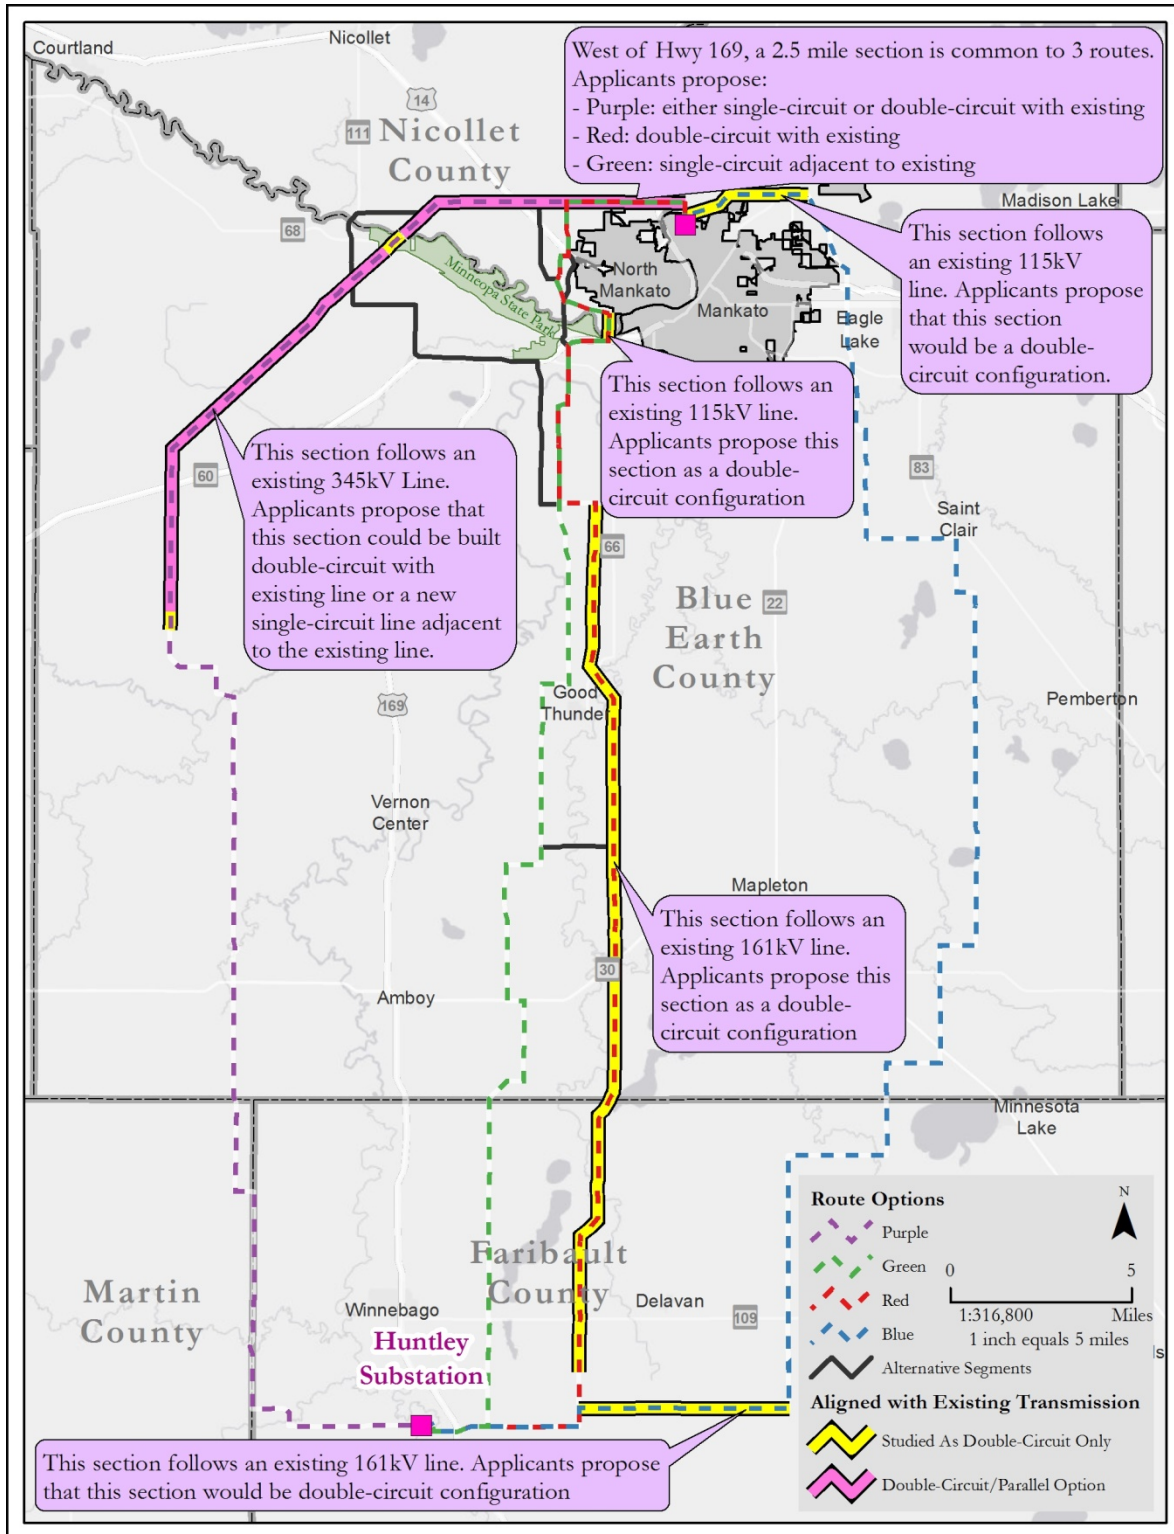 Courtland
Nicollet
West of Hwy 169, a 2.5 mile section is common to 3 routes.
Applicants propose:
- Purple: either single-circuit or double-circuit with existing
- Red: double-circuit with existing
- Green: single-circuit adjacent to existing
14
111
Nicollet
County
68
Madison Lake
This section follows
an existing 115kV
line. Applicants propose
that this section
would be a double-
circuit configuration.
Minneopa State Park
North
Mankato
Mankato
Eagle
Lake
This section follows an
existing 115kV line.
Applicants propose this
section as a double-
circuit configuration
This section follows an
existing 345kV Line.
Applicants propose that
this section could be built
double-circuit with
existing line or a new
single-circuit line adjacent
to the existing line.
60
83
Saint
Clair
66
Blue
Earth
County
22
Good
Thunder
169
Pemberton
Vernon
Center
Mapleton
This section follows an
existing 161kV line.
Applicants propose this
section as a double-
circuit configuration
30
Amboy
Minnesota
Lake
Martin
County
Faribault
County
Winnebago
Delavan
109
Huntley
Substation
This section follows an existing 161kV line. Applicants propose
that this section would be double-circuit configuration
Route Options
Purple
Green
Red
Blue
Alternative Segments
Aligned with Existing Transmission
Studied As Double-Circuit Only
Double-Circuit/Parallel Option
N
0 5
1:316,800 Miles
1 inch equals 5 miles
ls